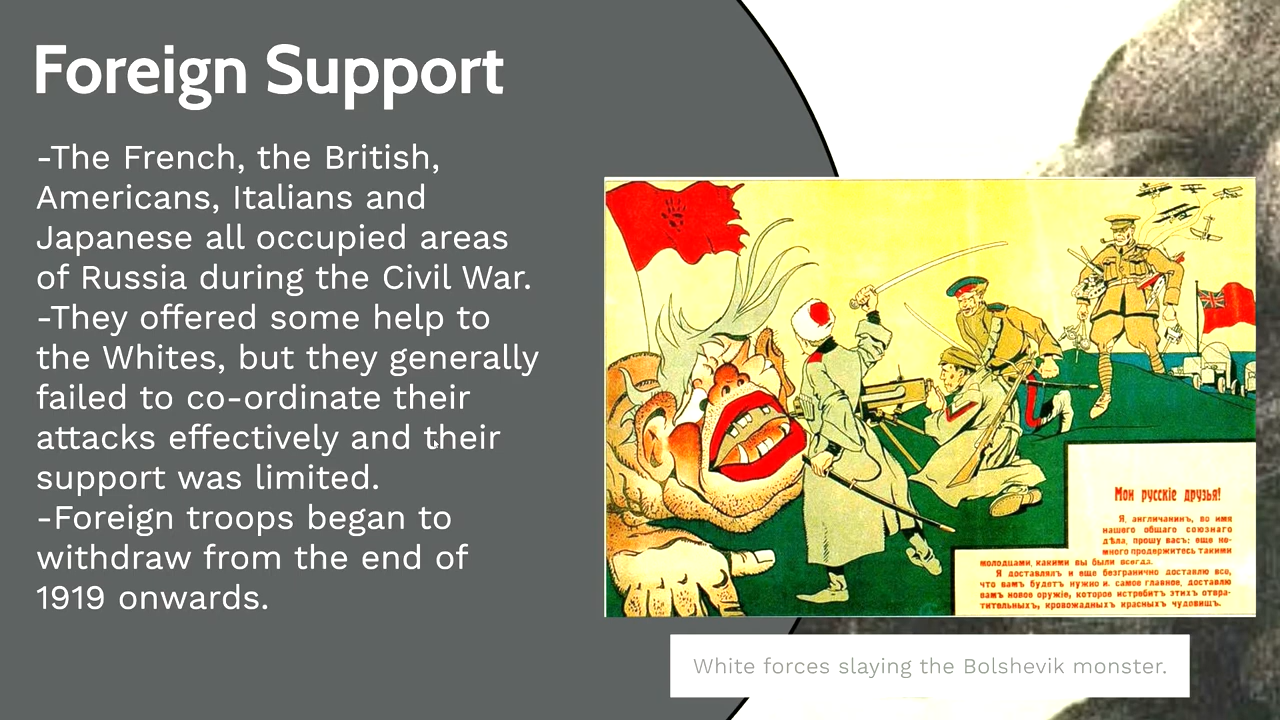 Foreign Support
-The French, the British,
Americans, Italians and
Japanese all occupied areas
of Russia during the Civil War.
-They offered some help to
the Whites, but they generally
failed to co-ordinate their
attacks effectively and their
support was limited.
-Foreign troops began to
withdraw from the end of
1919 onwards.
Мои русскіе друзья!
Я, англичанинъ, во имя
нашего общаго союзнаго
дѣла, прошу васъ: еще не-
много продержитесь такими
молодцами, какими вы были всегда.
Я доставлялъ и еще безгранично доставлю все,
что вамъ будетъ нужно и, самое главное, доставлю
вамъ новое оружіе, которое истребитъ этихъ отвра-
тительныхъ, кровожадныхъ красныхъ чудовищъ.
White forces slaying the Bolshevik monster.